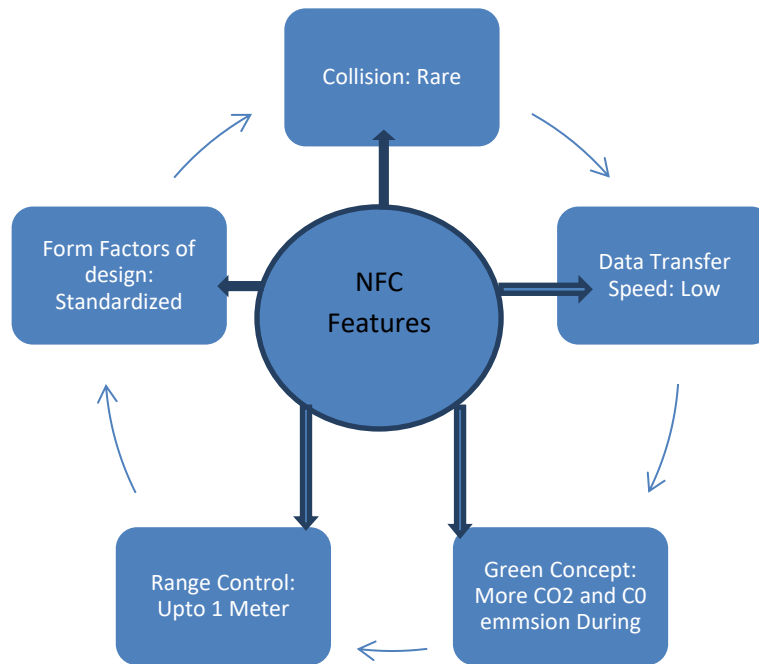 Collision: Rare
Form Factors of
design:
Standardized
NFC
Features
Data Transfer
Speed: Low
Range Control:
Upto 1 Meter
Green Concept:
More CO2 and C0
emmsion During